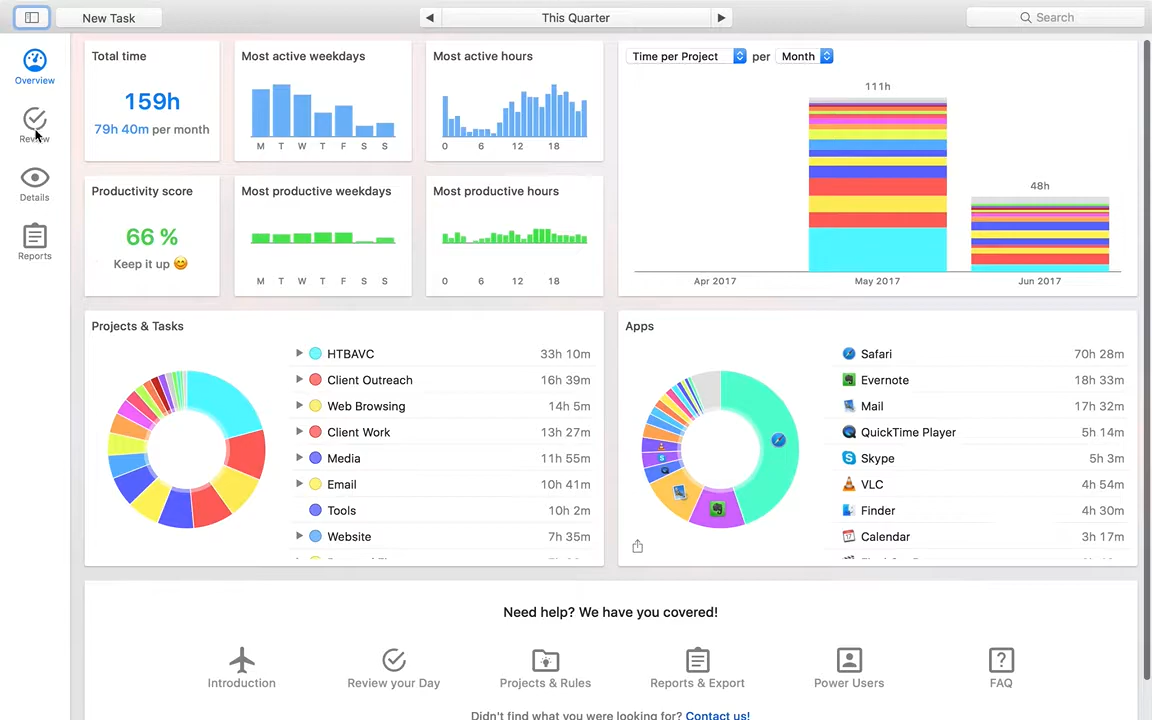 New Task
This Quarter
Search
Overview
Review
Details
Reports
Total time
159h
79h 40m per month
Most active weekdays
M T W T F S S
Most active hours
0 6 12 18
Productivity score
66 %
Keep it up 😊
Most productive weekdays
M T W T F S S
Most productive hours
0 6 12 18
Time per Project per Month
111h
48h
Apr 2017 May 2017 Jun 2017
Projects & Tasks
HTBAVC 33h 10m
Client Outreach 16h 39m
Web Browsing 14h 5m
Client Work 13h 27m
Media 11h 55m
Email 10h 41m
Tools 10h 2m
Website 7h 35m
Apps
Safari 70h 28m
Evernote 18h 33m
Mail 17h 32m
QuickTime Player 5h 14m
Skype 5h 3m
VLC 4h 54m
Finder 4h 30m
Calendar 3h 17m
Need help? We have you covered!
Introduction
Review your Day
Projects & Rules
Reports & Export
Power Users
FAQ
Didn't find what you were looking for? Contact us!